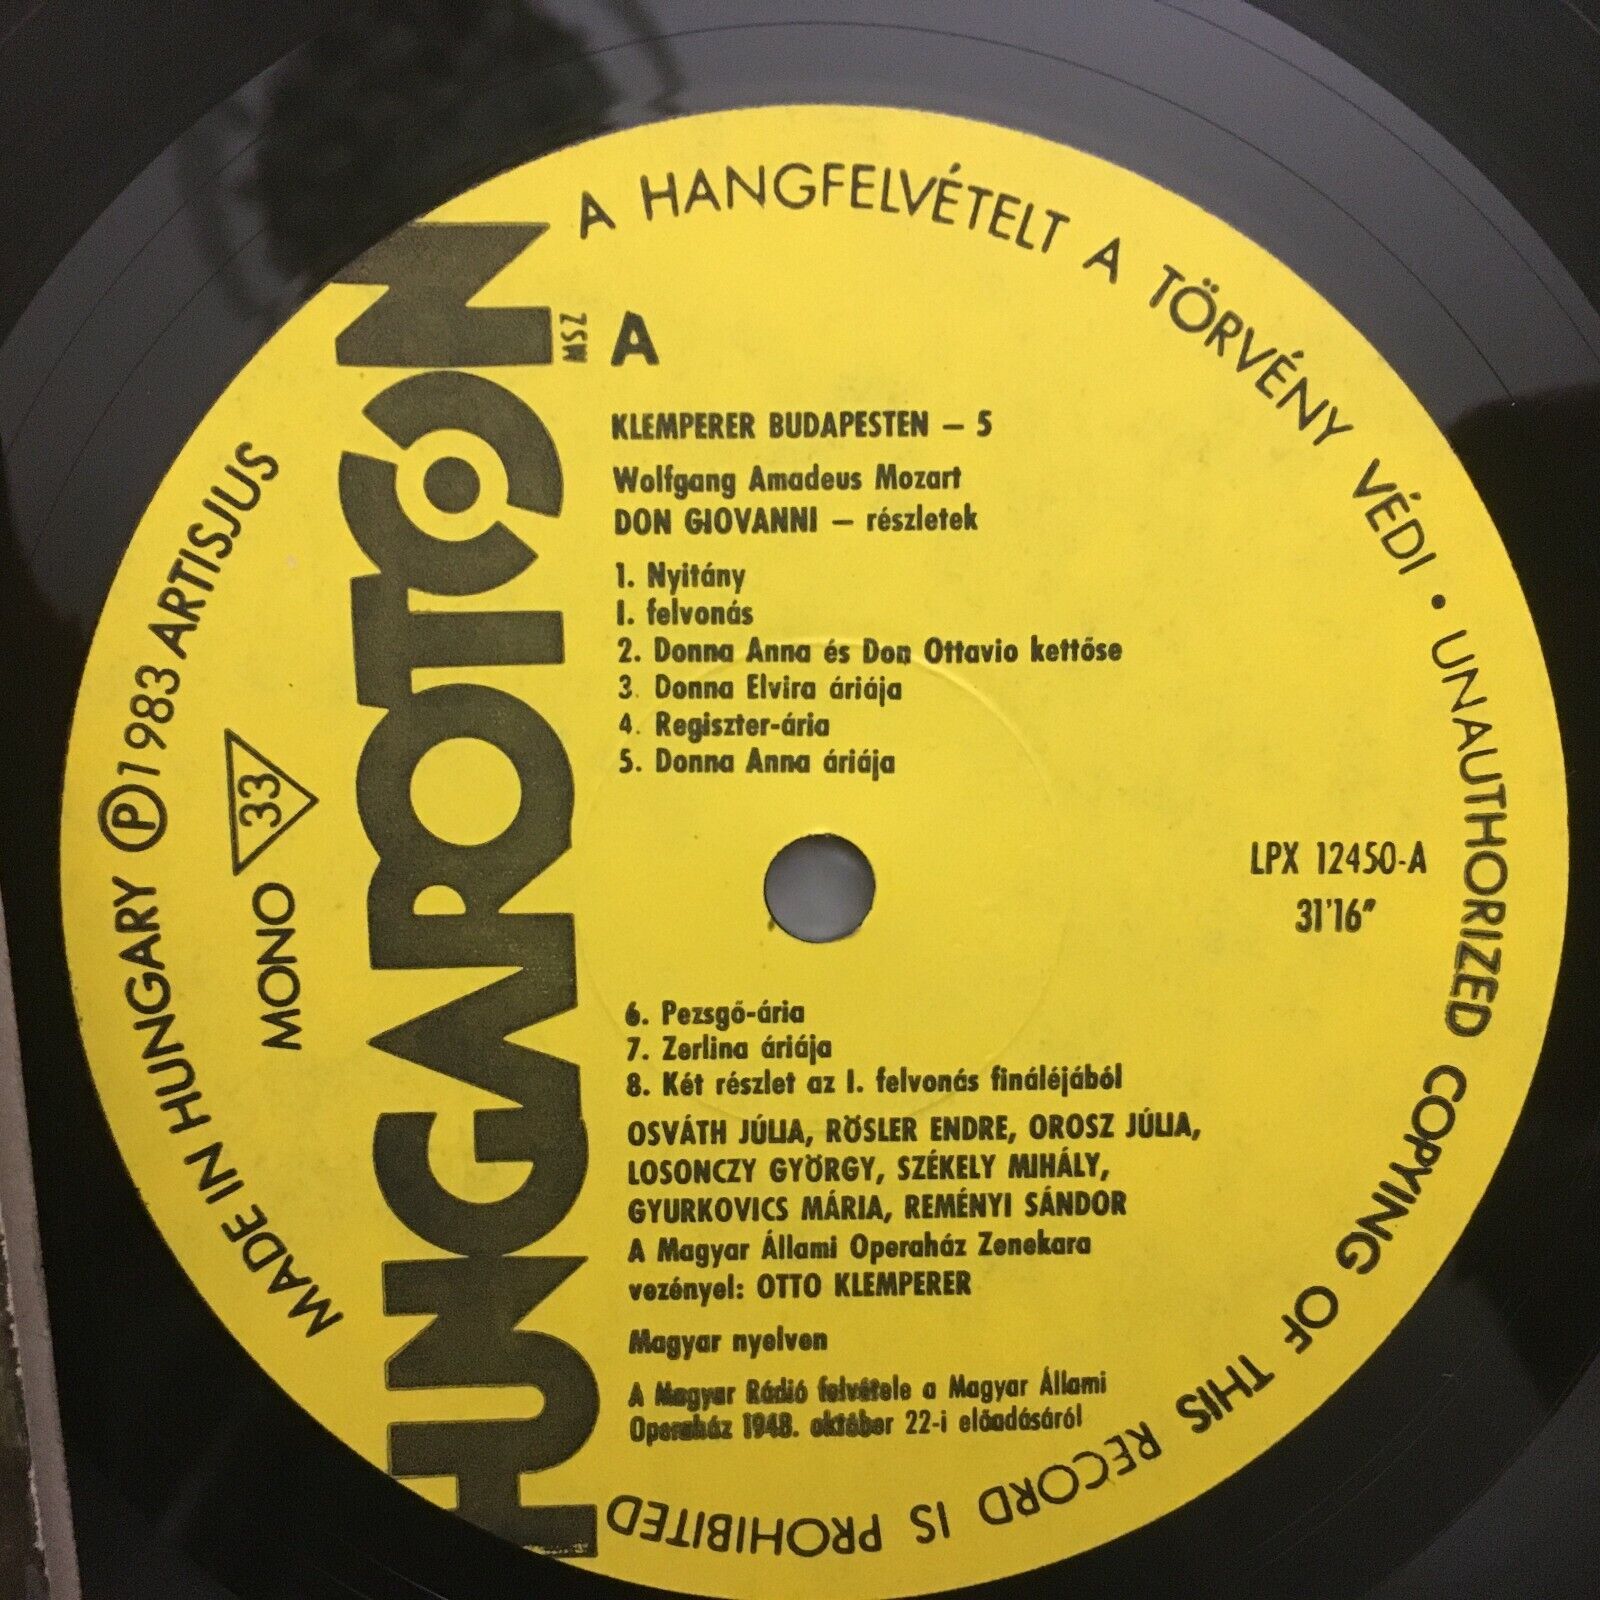 A HANGFELVÉTELT A TÖRVÉNY VÉDI • UNAUTHORIZED COPYING OF THIS RECORD IS PROHIBITED
MADE IN HUNGARY Ⓟ 1983 ARTISJUS
MONO 33
HUNGAROTON
MSZ
A
KLEMPERER BUDAPESTEN – 5
Wolfgang Amadeus Mozart
DON GIOVANNI – részletek
1. Nyitány
I. felvonás
2. Donna Anna és Don Ottavio kettőse
3. Donna Elvira áriája
4. Regiszter-ária
5. Donna Anna áriája
LPX 12450-A
31'16"
6. Pezsgő-ária
7. Zerlina áriája
8. Két részlet az I. felvonás fináléjából
OSVÁTH JÚLIA, RÖSLER ENDRE, OROSZ JÚLIA,
LOSONCZY GYÖRGY, SZÉKELY MIHÁLY,
GYURKOVICS MÁRIA, REMÉNYI SÁNDOR
A Magyar Állami Operaház Zenekara
vezényel: OTTO KLEMPERER
Magyar nyelven
A Magyar Rádió felvétele a Magyar Állami
Operaház 1948. október 22-i előadásáról